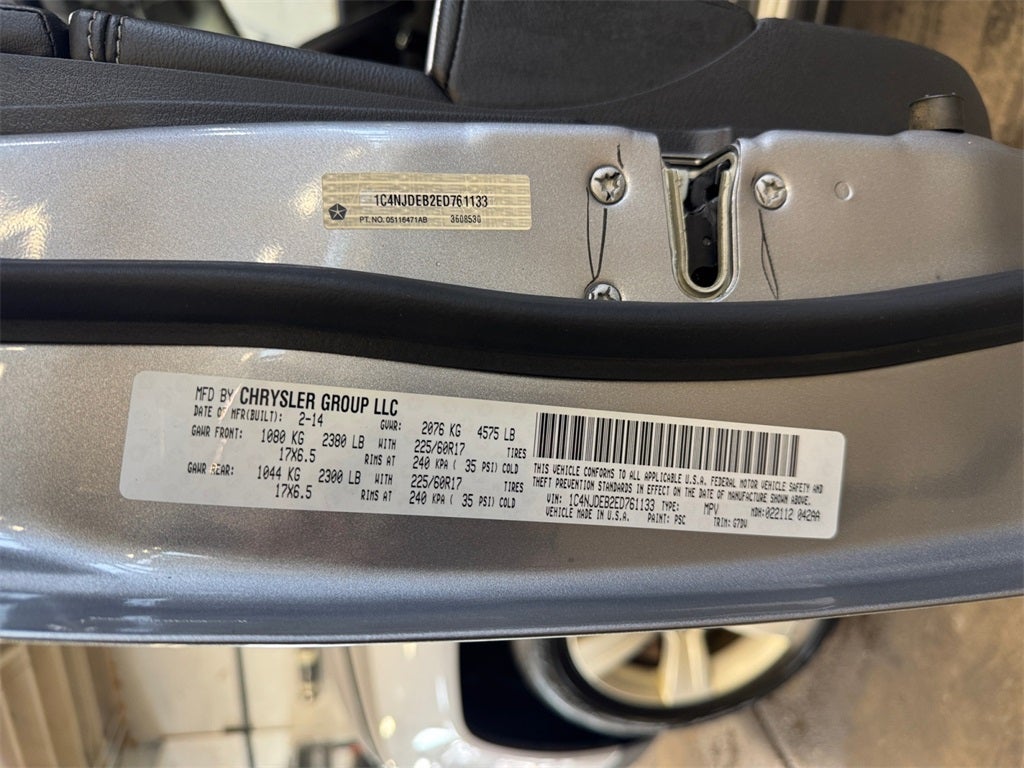 1C4NJDEB2ED761133
PT. NO. 05116471AB 3608530
MFD BY CHRYSLER GROUP LLC
DATE OF MFR(BUILT): 2-14 GVWR: 2076 KG 4575 LB
GAWR FRONT: 1080 KG 2380 LB WITH 225/60R17 TIRES
17X6.5 RIMS AT 240 KPA ( 35 PSI) COLD
GAWR REAR: 1044 KG 2300 LB WITH 225/60R17 TIRES
17X6.5 RIMS AT 240 KPA ( 35 PSI) COLD
THIS VEHICLE CONFORMS TO ALL APPLICABLE U.S.A. FEDERAL MOTOR VEHICLE SAFETY AND
THEFT PREVENTION STANDARDS IN EFFECT ON THE DATE OF MANUFACTURE SHOWN ABOVE.
VIN: 1C4NJDEB2ED761133 TYPE: MPV MDH:022112 042AA
VEHICLE MADE IN U.S.A. PAINT: PSC TRIM: G7DV